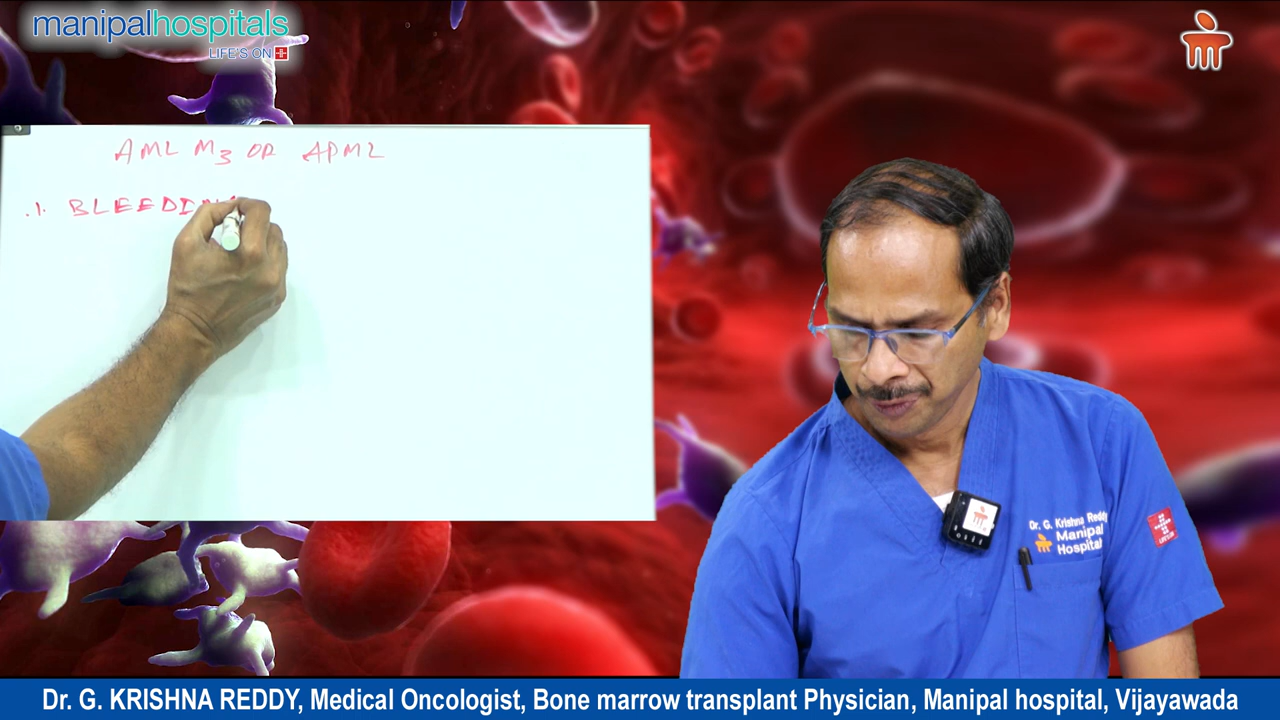 manipalhospitals
LIFE'S ON
AML M3 OR APML
.1. BLEEDING
Dr. G. Krishna Reddy
Manipal
Hospital
Dr. G. KRISHNA REDDY, Medical Oncologist, Bone marrow transplant Physician, Manipal hospital, Vijayawada